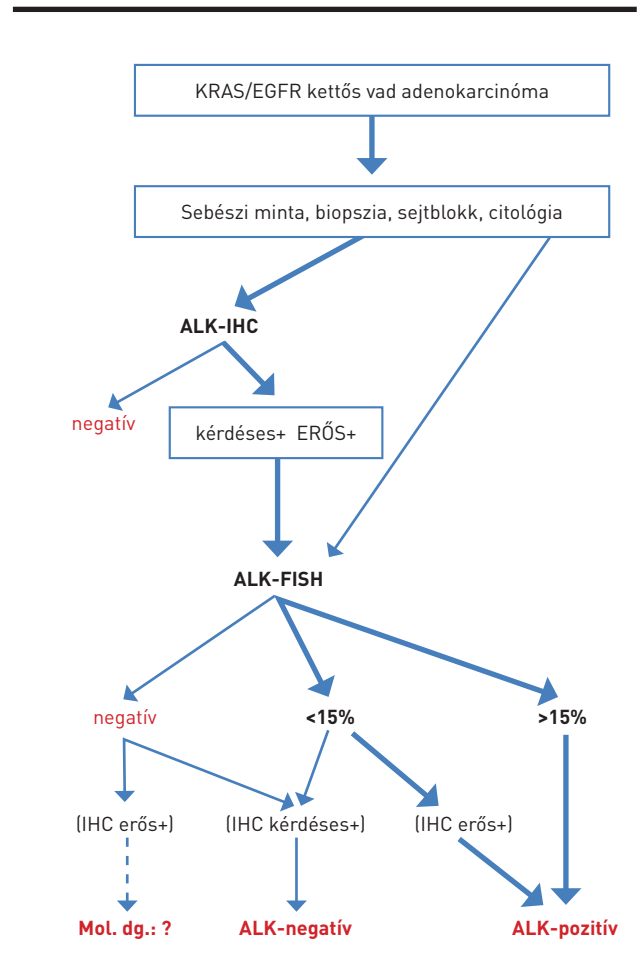 KRAS/EGFR kettős vad adenokarcinóma
Sebészi minta, biopszia, sejtblokk, citológia
ALK-IHC
negatív
kérdéses+ ERŐS+
ALK-FISH
negatív
<15%
>15%
(IHC erős+)
(IHC kérdéses+)
(IHC erős+)
Mol. dg.: ?
ALK-negatív
ALK-pozitív